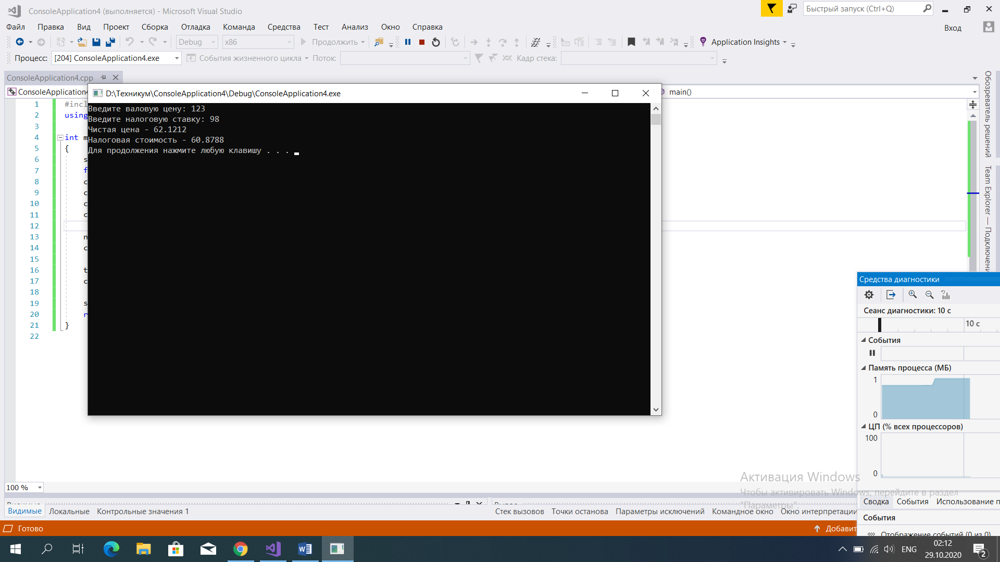 ConsoleApplication4 (выполняется) - Microsoft Visual Studio
Быстрый запуск (Ctrl+Q)
Файл Правка Вид Проект Сборка Отладка Команда Средства Тест Анализ Окно Справка
Вход
Debug x86 Продолжить Application Insights
Процесс: [204] ConsoleApplication4.exe События жизненного цикла Поток: Кадр стека:
ConsoleApplication4.cpp
ConsoleApplication4
main()
D:\Техникум\ConsoleApplication4\Debug\ConsoleApplication4.exe
Введите валовую цену: 123
Введите налоговую ставку: 98
Чистая цена - 62.1212
Налоговая стоимость - 60.8788
Для продолжения нажмите любую клавишу . . .
1 #incl
2 using
3
4 int m
5 {
6 s
7 f
8 c
9 c
10 c
11 c
12
13 n
14 c
15
16 t
17 c
18
19 s
20 r
21 }
22
Обозреватель решений
Team Explorer — Подключени
Средства диагностики
Сеанс диагностики: 10 с
10 с
События
Память процесса (МБ)
1
0
ЦП (% всех процессоров)
100
0
Активация Windows
Чтобы активировать Windows, перейдите в раздел
"Параметры".
Сводка События Использование п
События
Отображение событий (0 из 0)
100 %
Видимые
Вывод
Видимые Локальные Контрольные значения 1
Стек вызовов Точки останова Параметры исключений Командное окно Окно интерпретации
Готово
Добавит
ENG
02:12
29.10.2020
2